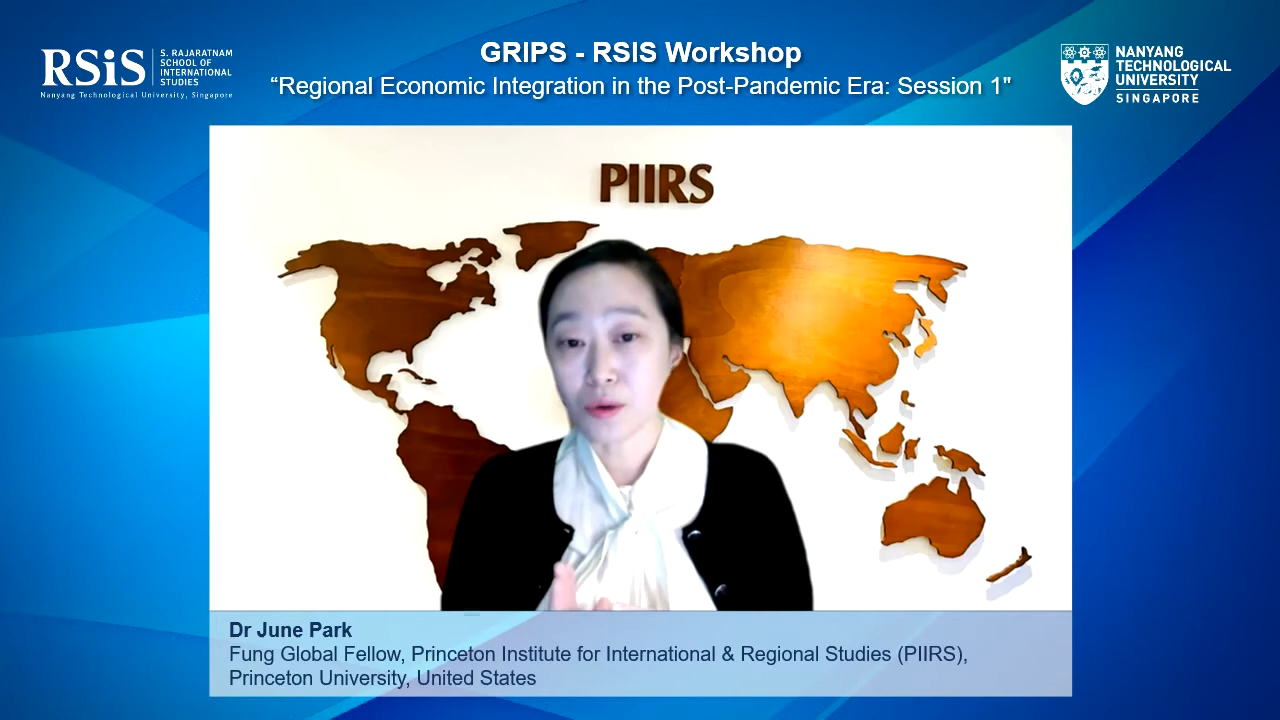 RSiS
S. RAJARATNAM
SCHOOL OF
INTERNATIONAL
STUDIES
Nanyang Technological University, Singapore
GRIPS - RSIS Workshop
“Regional Economic Integration in the Post-Pandemic Era: Session 1"
NANYANG
TECHNOLOGICAL
UNIVERSITY
SINGAPORE
PIIRS
Dr June Park
Fung Global Fellow, Princeton Institute for International & Regional Studies (PIIRS),
Princeton University, United States